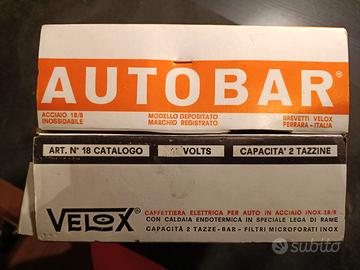 AUTOBAR®
ACCIAIO 18/8 MODELLO DEPOSITATO BREVETTI VELOX
INOSSIDABILE MARCHIO REGISTRATO FERRARA - ITALIA
ART. N° 18 CATALOGO VOLTS CAPACITA' 2 TAZZINE
VELOX®
CAFFETTIERA ELETTRICA PER AUTO IN ACCIAIO INOX 18/8
CON CALDAIA ENDOTERMICA IN SPECIALE LEGA DI RAME
CAPACITÀ 2 TAZZE - BAR - FILTRI MICROFORATI INOX
subito